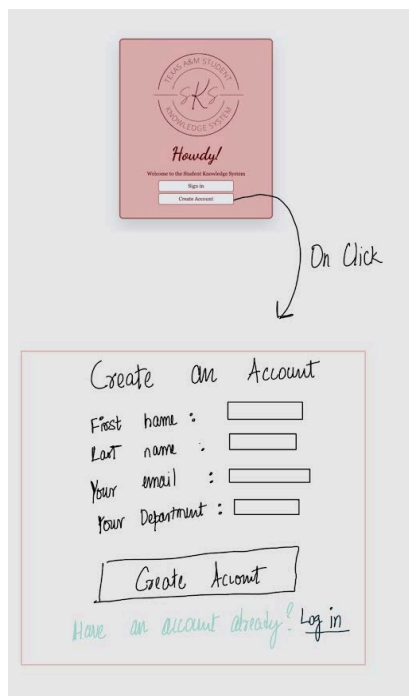 TEXAS A&M STUDENT
SKS
KNOWLEDGE SYSTEM
Howdy!
Welcome to the Student Knowledge System
Sign in
Create Account
On Click
Create an Account
First name :
Last name :
Your email :
Your Department :
Create Account
Have an account already? Log in